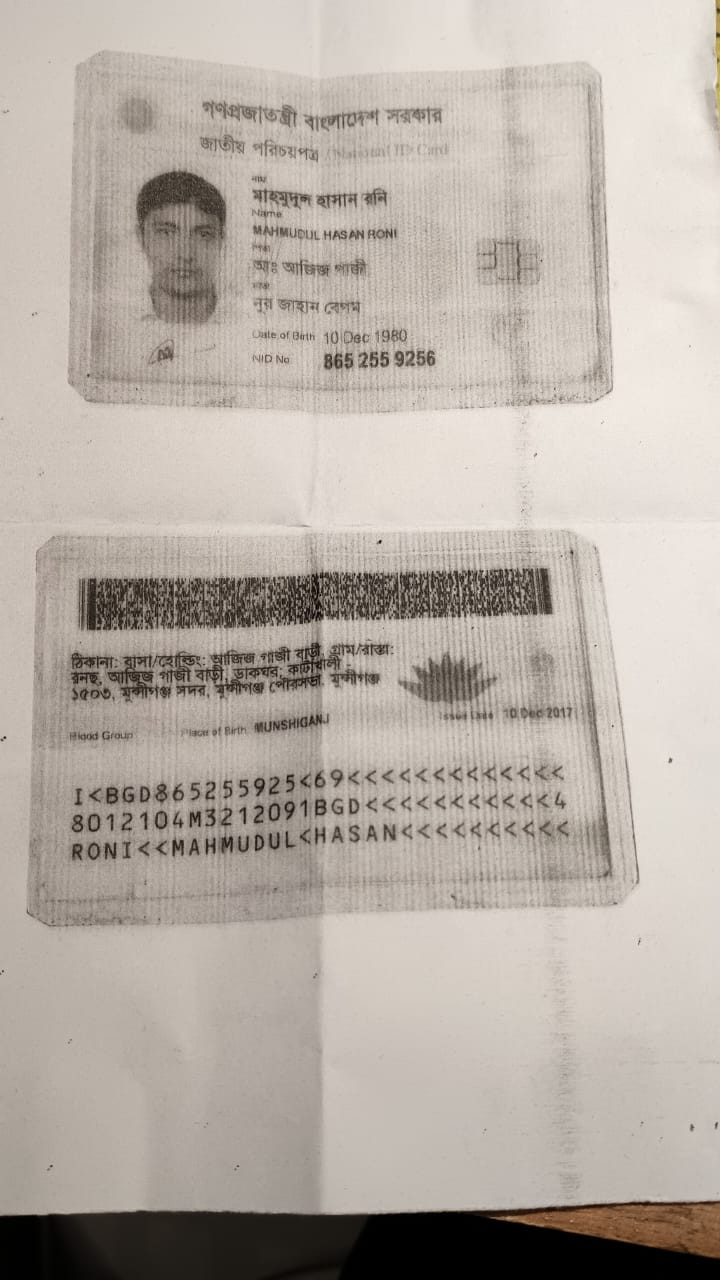 গণপ্রজাতন্ত্রী বাংলাদেশ সরকার
জাতীয় পরিচয়পত্র / National ID Card
নাম
মাহমুদুল হাসান রনি
Name
MAHMUDUL HASAN RONI
পিতা
আঃ আজিজ গাজী
মাতা
নুর জাহান বেগম
Date of Birth 10 Dec 1980
NID No. 865 255 9256
ঠিকানা: বাসা/হোল্ডিং: আজিজ গাজী বাড়ী, গ্রাম/রাস্তা:
রনছ, আজিজ গাজী বাড়ী, ডাকঘর: কাটাখালী -
১৫০৩, মুন্সীগঞ্জ সদর, মুন্সীগঞ্জ পৌরসভা, মুন্সীগঞ্জ
Blood Group Place of Birth MUNSHIGANJ Issue Date 10 Dec 2017
I<BGD865255925<69<<<<<<<<<<<<<
8012104M3212091BGD<<<<<<<<<<<4
RONI<<MAHMUDUL<HASAN<<<<<<<<<<